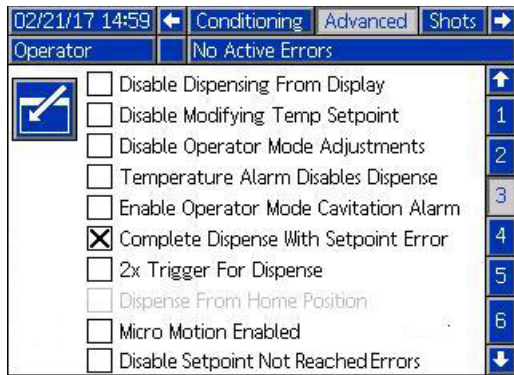 02/21/17 14:59 Conditioning Advanced Shots
Operator No Active Errors
Disable Dispensing From Display
Disable Modifying Temp Setpoint
1
Disable Operator Mode Adjustments
2
Temperature Alarm Disables Dispense
Enable Operator Mode Cavitation Alarm
3
Complete Dispense With Setpoint Error
4
2x Trigger For Dispense
5
Dispense From Home Position
Micro Motion Enabled
6
Disable Setpoint Not Reached Errors